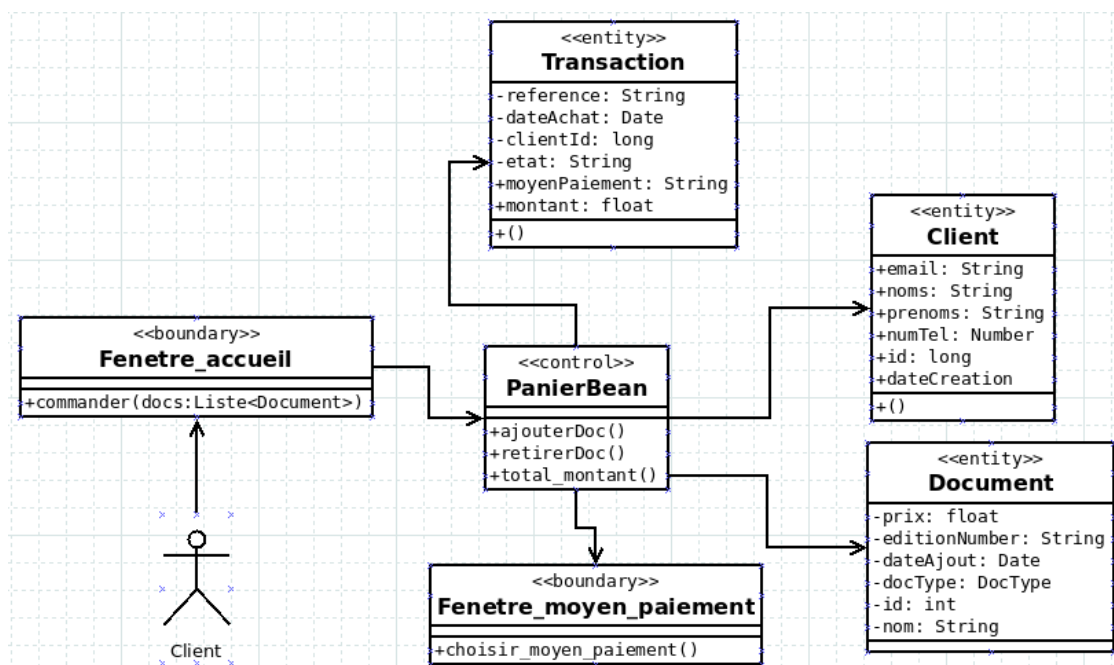 <<entity>>
Transaction
-reference: String
-dateAchat: Date
-clientId: long
-etat: String
+moyenPaiement: String
+montant: float
+()
<<entity>>
Client
+email: String
+noms: String
+prenoms: String
+numTel: Number
+id: long
+dateCreation
+()
<<boundary>>
Fenetre_accueil
+commander(docs:Liste<Document>)
<<control>>
PanierBean
+ajouterDoc()
+retirerDoc()
+total_montant()
<<entity>>
Document
-prix: float
-editionNumber: String
-dateAjout: Date
-docType: DocType
-id: int
-nom: String
Client
<<boundary>>
Fenetre_moyen_paiement
+choisir_moyen_paiement()